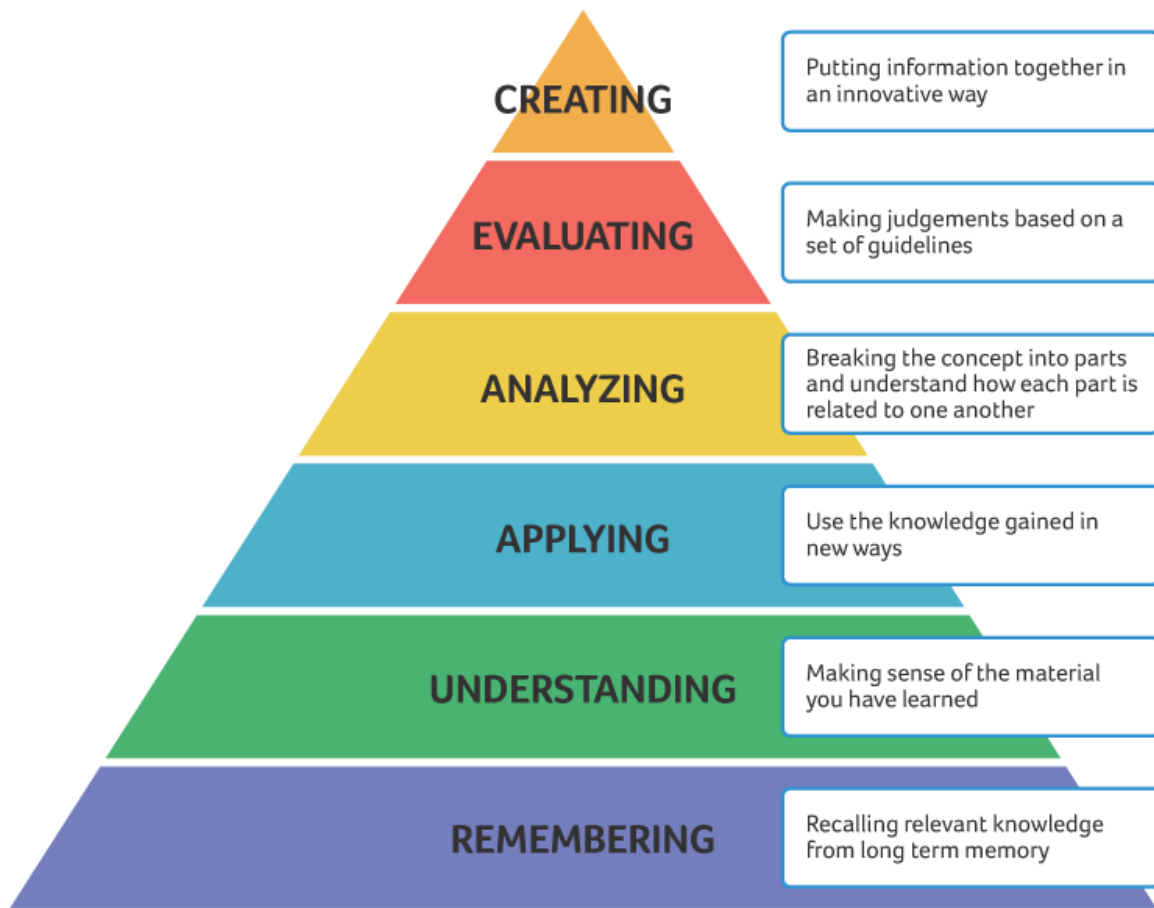 CREATING
Putting information together in
an innovative way
EVALUATING
Making judgements based on a
set of guidelines
ANALYZING
Breaking the concept into parts
and understand how each part is
related to one another
APPLYING
Use the knowledge gained in
new ways
UNDERSTANDING
Making sense of the material
you have learned
REMEMBERING
Recalling relevant knowledge
from long term memory